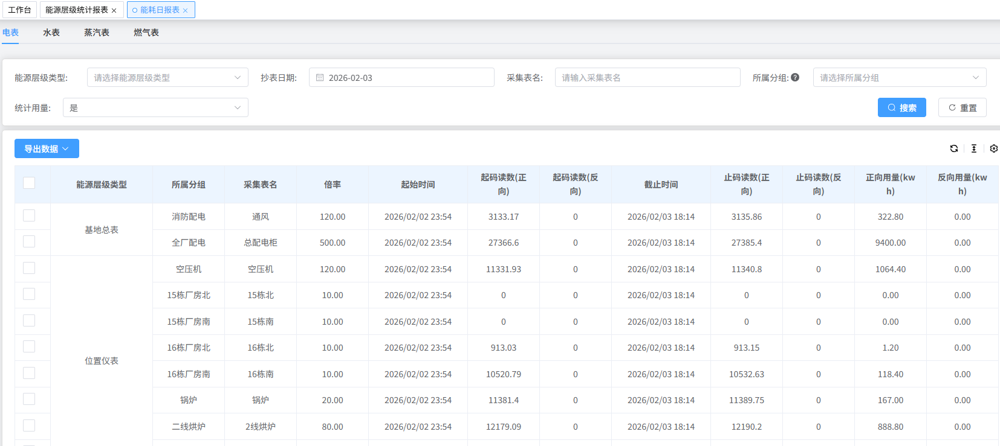 工作台 能源层级统计报表 能耗日报表
电表 水表 蒸汽表 燃气表
能源层级类型: 请选择能源层级类型 抄表日期: 2026-02-03 采集表名: 请输入采集表名 所属分组: 请选择所属分组
统计用量: 是 搜索 重置
导出数据
能源层级类型 所属分组 采集表名 倍率 起始时间 起码读数(正向) 起码读数(反向) 截止时间 止码读数(正向) 止码读数(反向) 正向用量(kwh) 反向用量(kwh)
基地总表 消防配电 通风 120.00 2026/02/02 23:54 3133.17 0 2026/02/03 18:14 3135.86 0 322.80 0.00
全厂配电 总配电柜 500.00 2026/02/02 23:54 27366.6 0 2026/02/03 18:14 27385.4 0 9400.00 0.00
位置仪表 空压机 空压机 120.00 2026/02/02 23:54 11331.93 0 2026/02/03 18:14 11340.8 0 1064.40 0.00
15栋厂房北 15栋北 10.00 2026/02/02 23:54 0 0 2026/02/03 18:14 0 0 0.00 0.00
15栋厂房南 15栋南 10.00 2026/02/02 23:54 0 0 2026/02/03 18:14 0 0 0.00 0.00
16栋厂房北 16栋北 10.00 2026/02/02 23:54 913.03 0 2026/02/03 18:14 913.15 0 1.20 0.00
16栋厂房南 16栋南 10.00 2026/02/02 23:54 10520.79 0 2026/02/03 18:14 10532.63 0 118.40 0.00
锅炉 锅炉 20.00 2026/02/02 23:54 11381.4 0 2026/02/03 18:14 11389.75 0 167.00 0.00
二线烘炉 2线烘炉 80.00 2026/02/02 23:54 12179.09 0 2026/02/03 18:14 12190.2 0 888.80 0.00